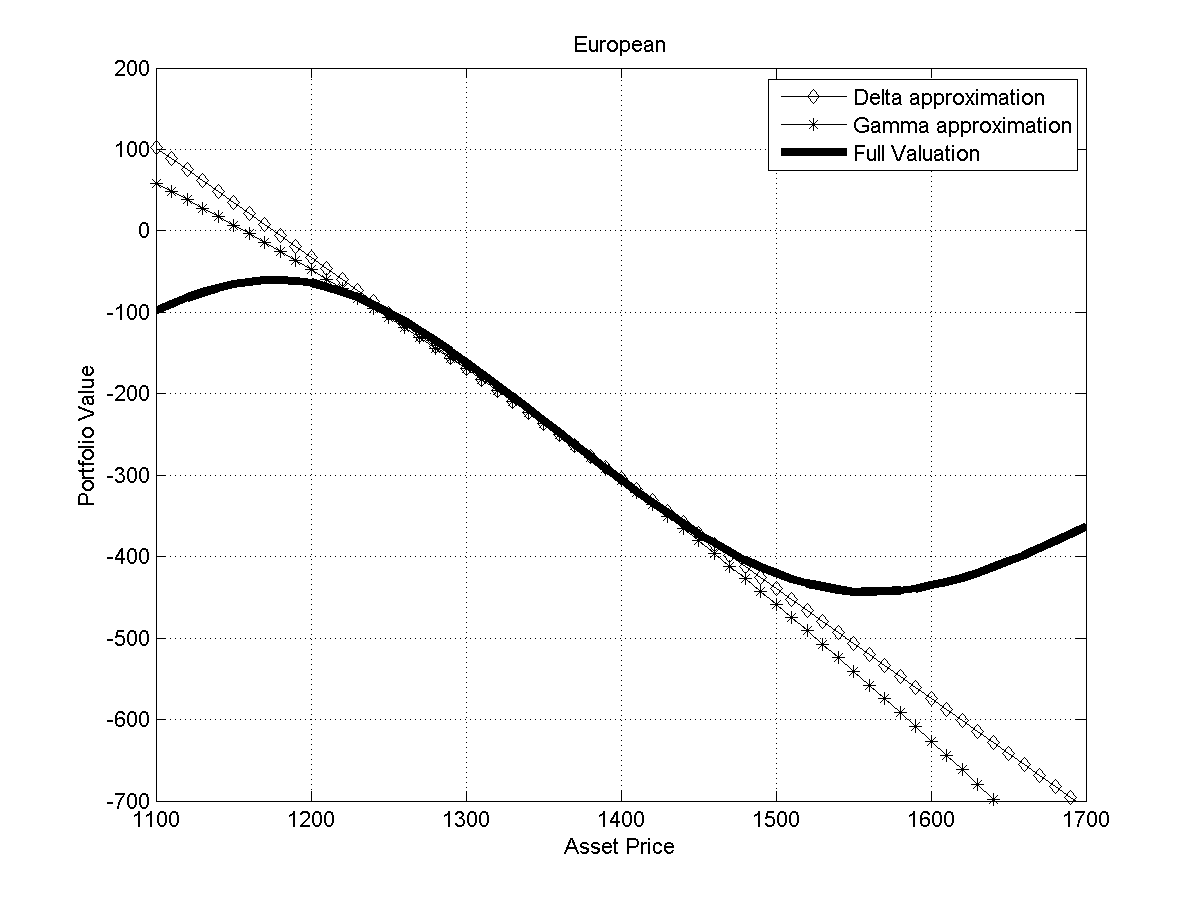 European
200
100
0
-100
-200
-300
-400
-500
-600
-700
Portfolio Value
Delta approximation
Gamma approximation
Full Valuation
1100 1200 1300 1400 1500 1600 1700
Asset Price